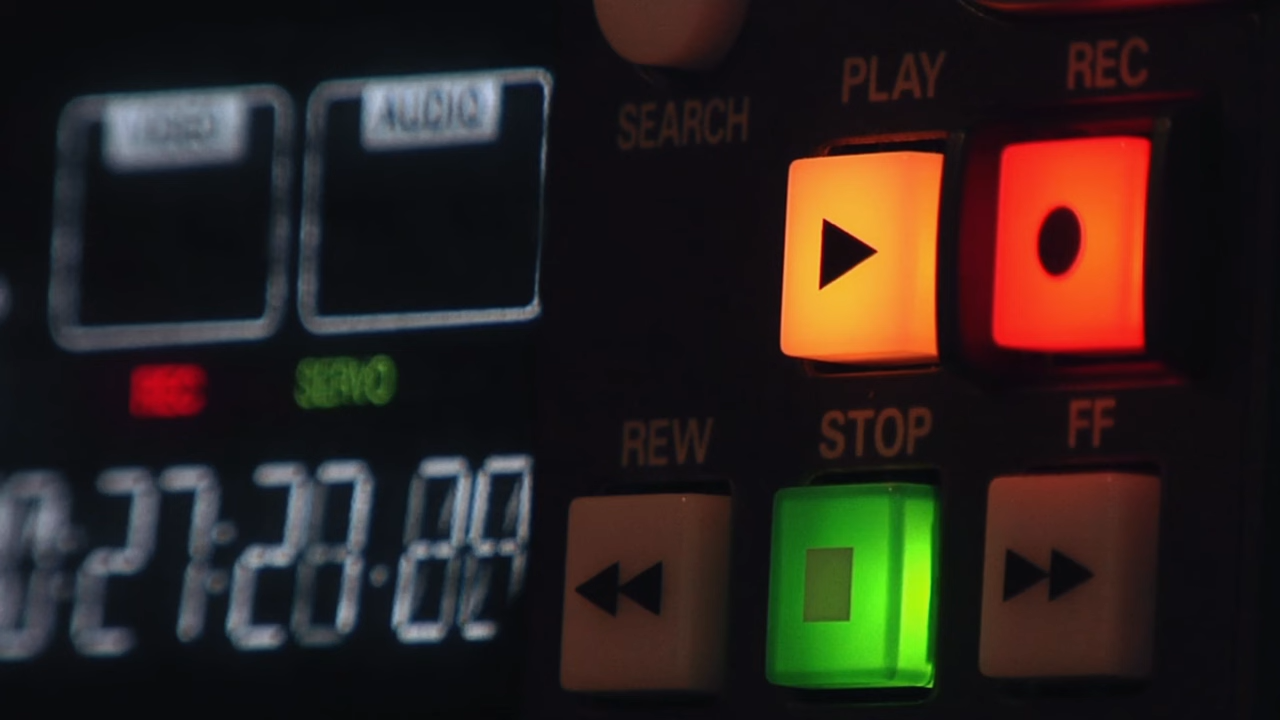 VIDEO
AUDIO
SEARCH
PLAY
REC
REC
SERVO
REW
STOP
FF